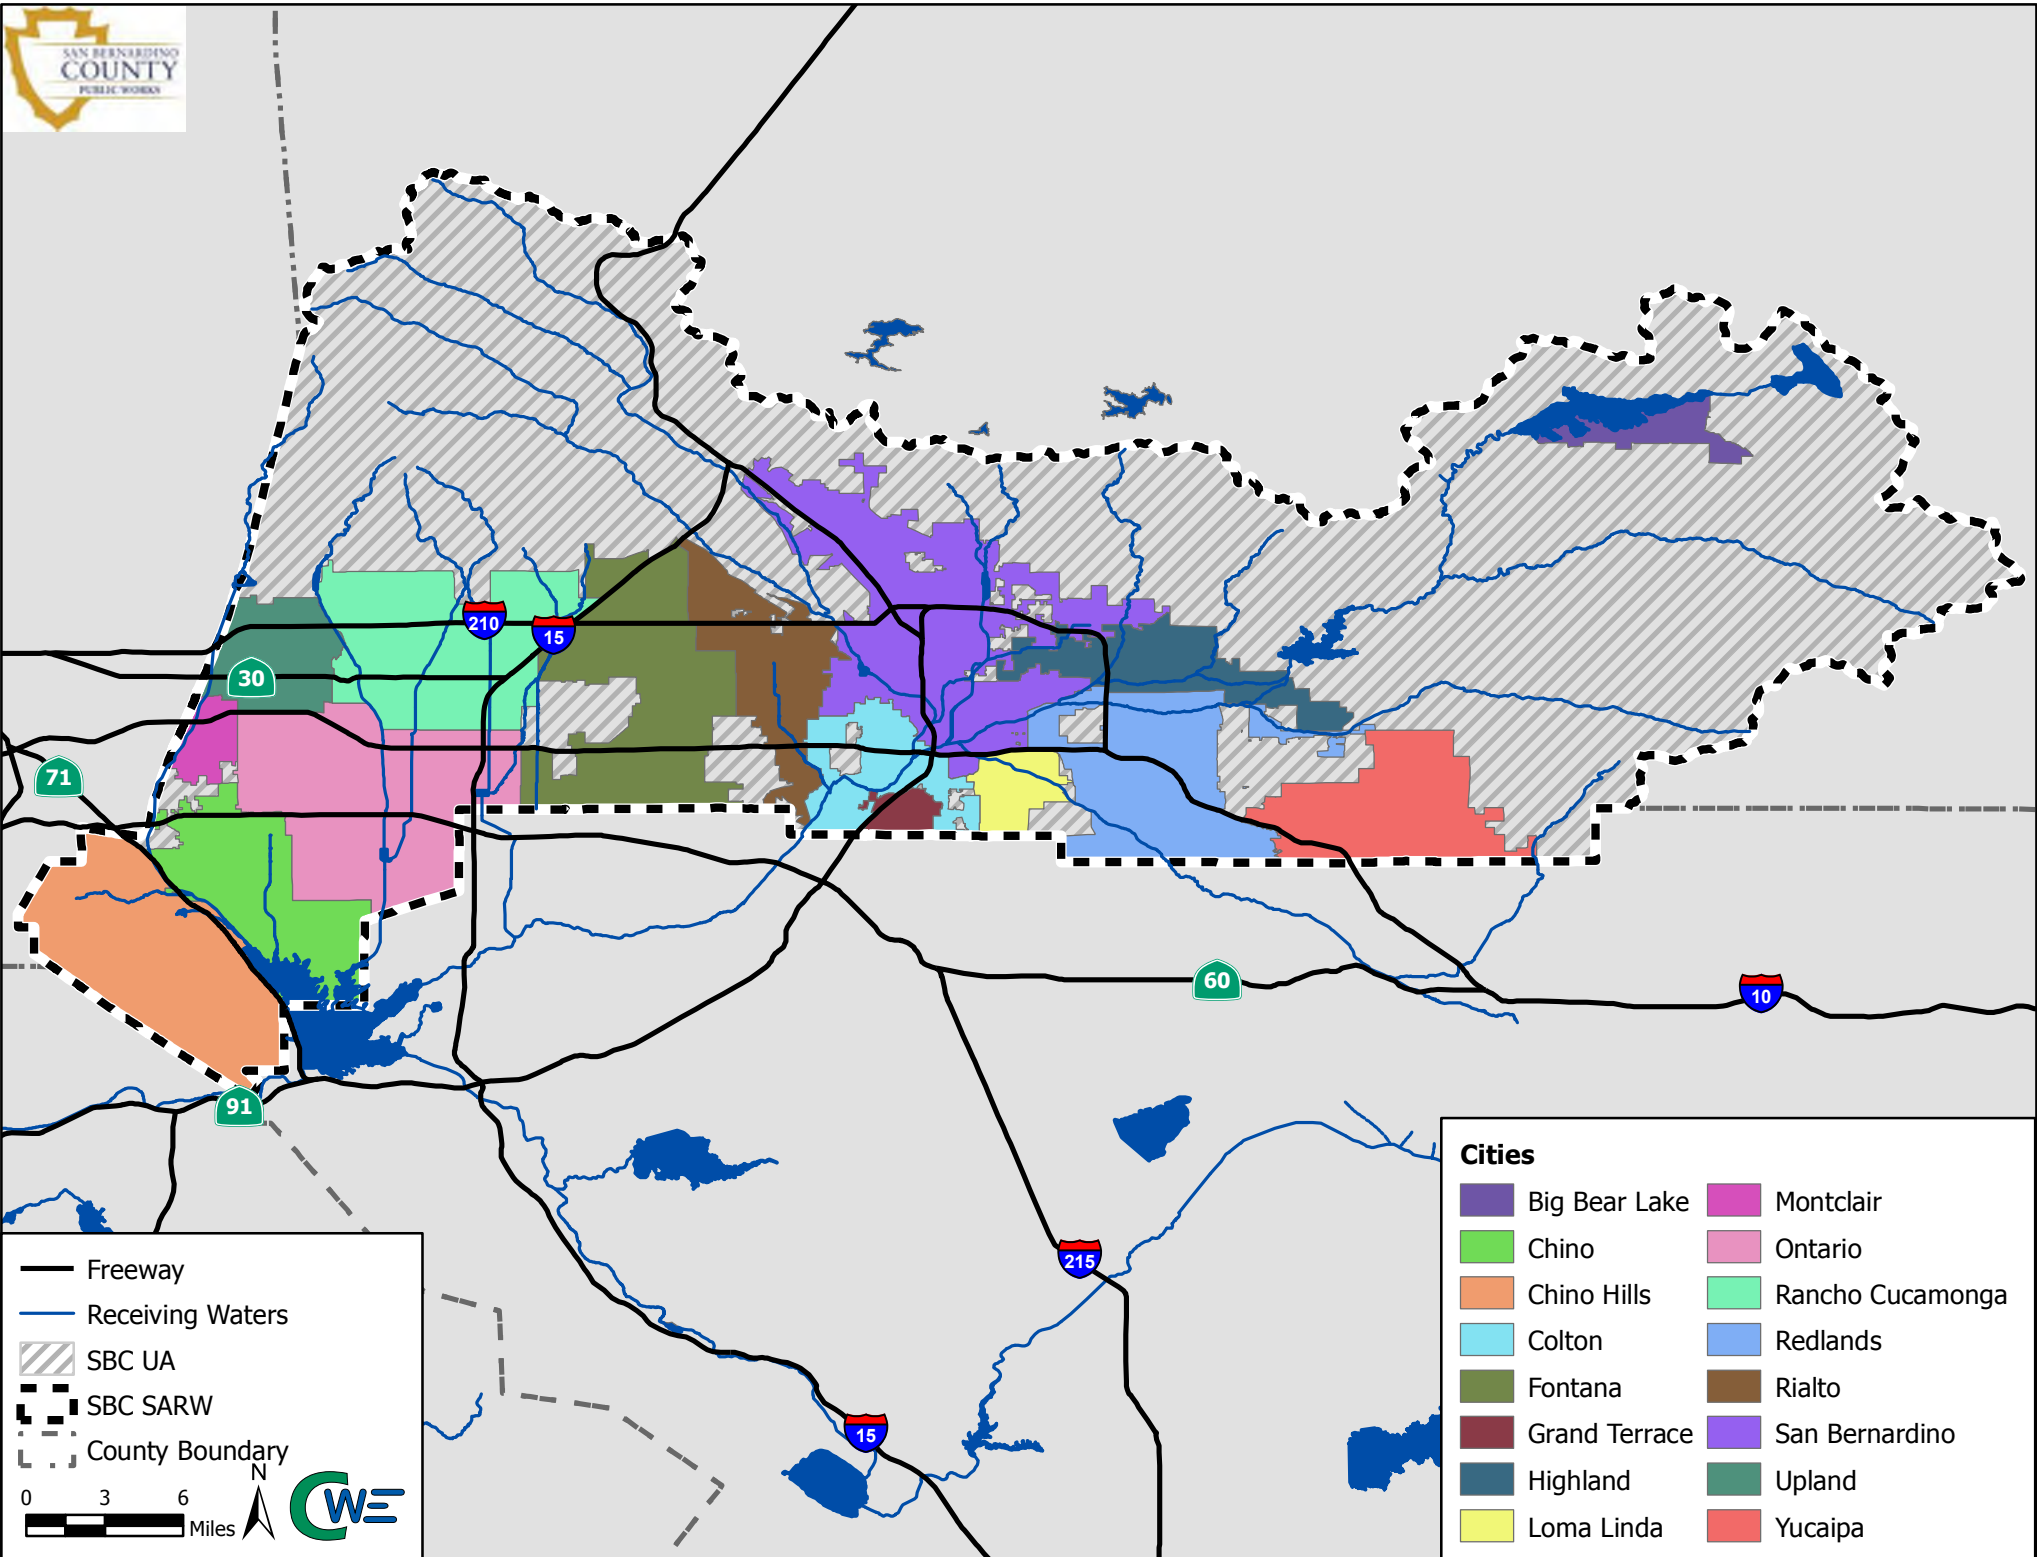 SAN BERNARDINO
COUNTY
PUBLIC WORKS
210
15
30
71
60
10
91
215
15
Freeway
Receiving Waters
SBC UA
SBC SARW
County Boundary
0 3 6
Miles
N
CWE
Cities
Big Bear Lake
Chino
Chino Hills
Colton
Fontana
Grand Terrace
Highland
Loma Linda
Montclair
Ontario
Rancho Cucamonga
Redlands
Rialto
San Bernardino
Upland
Yucaipa